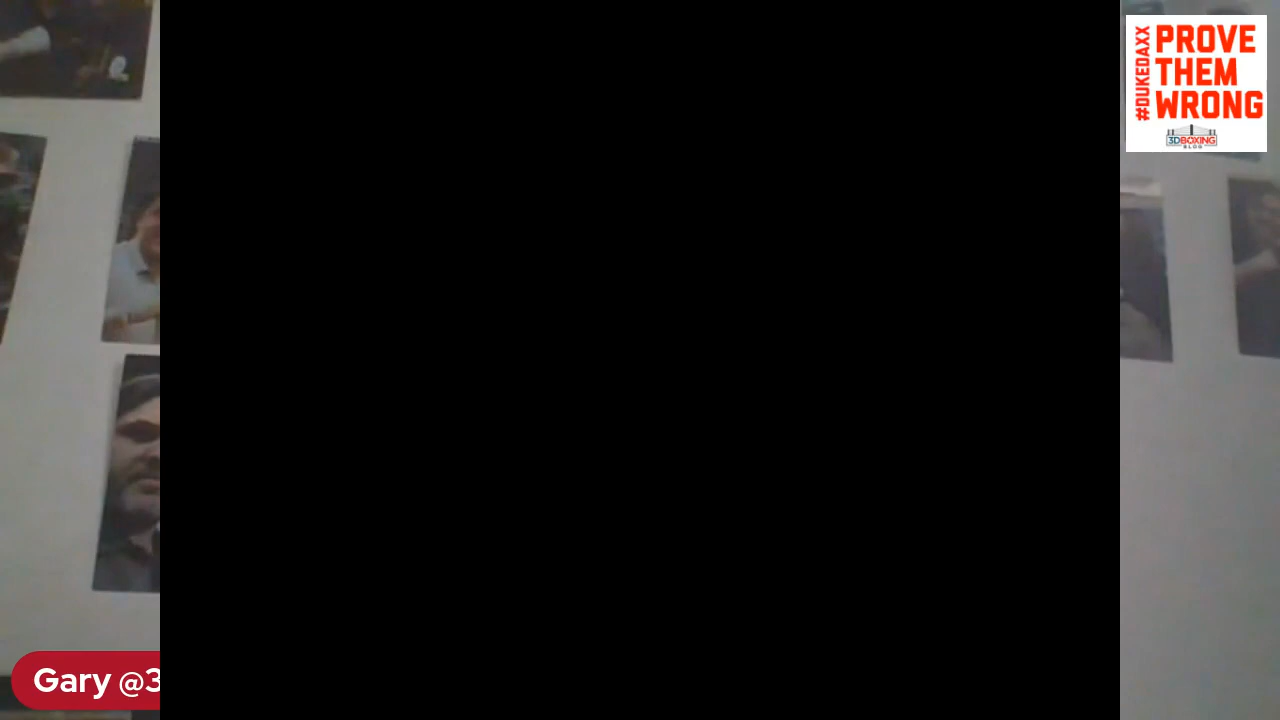 #DUKEDAXX
PROVE
THEM
WRONG
3DBOXING
BLOG
Gary @3